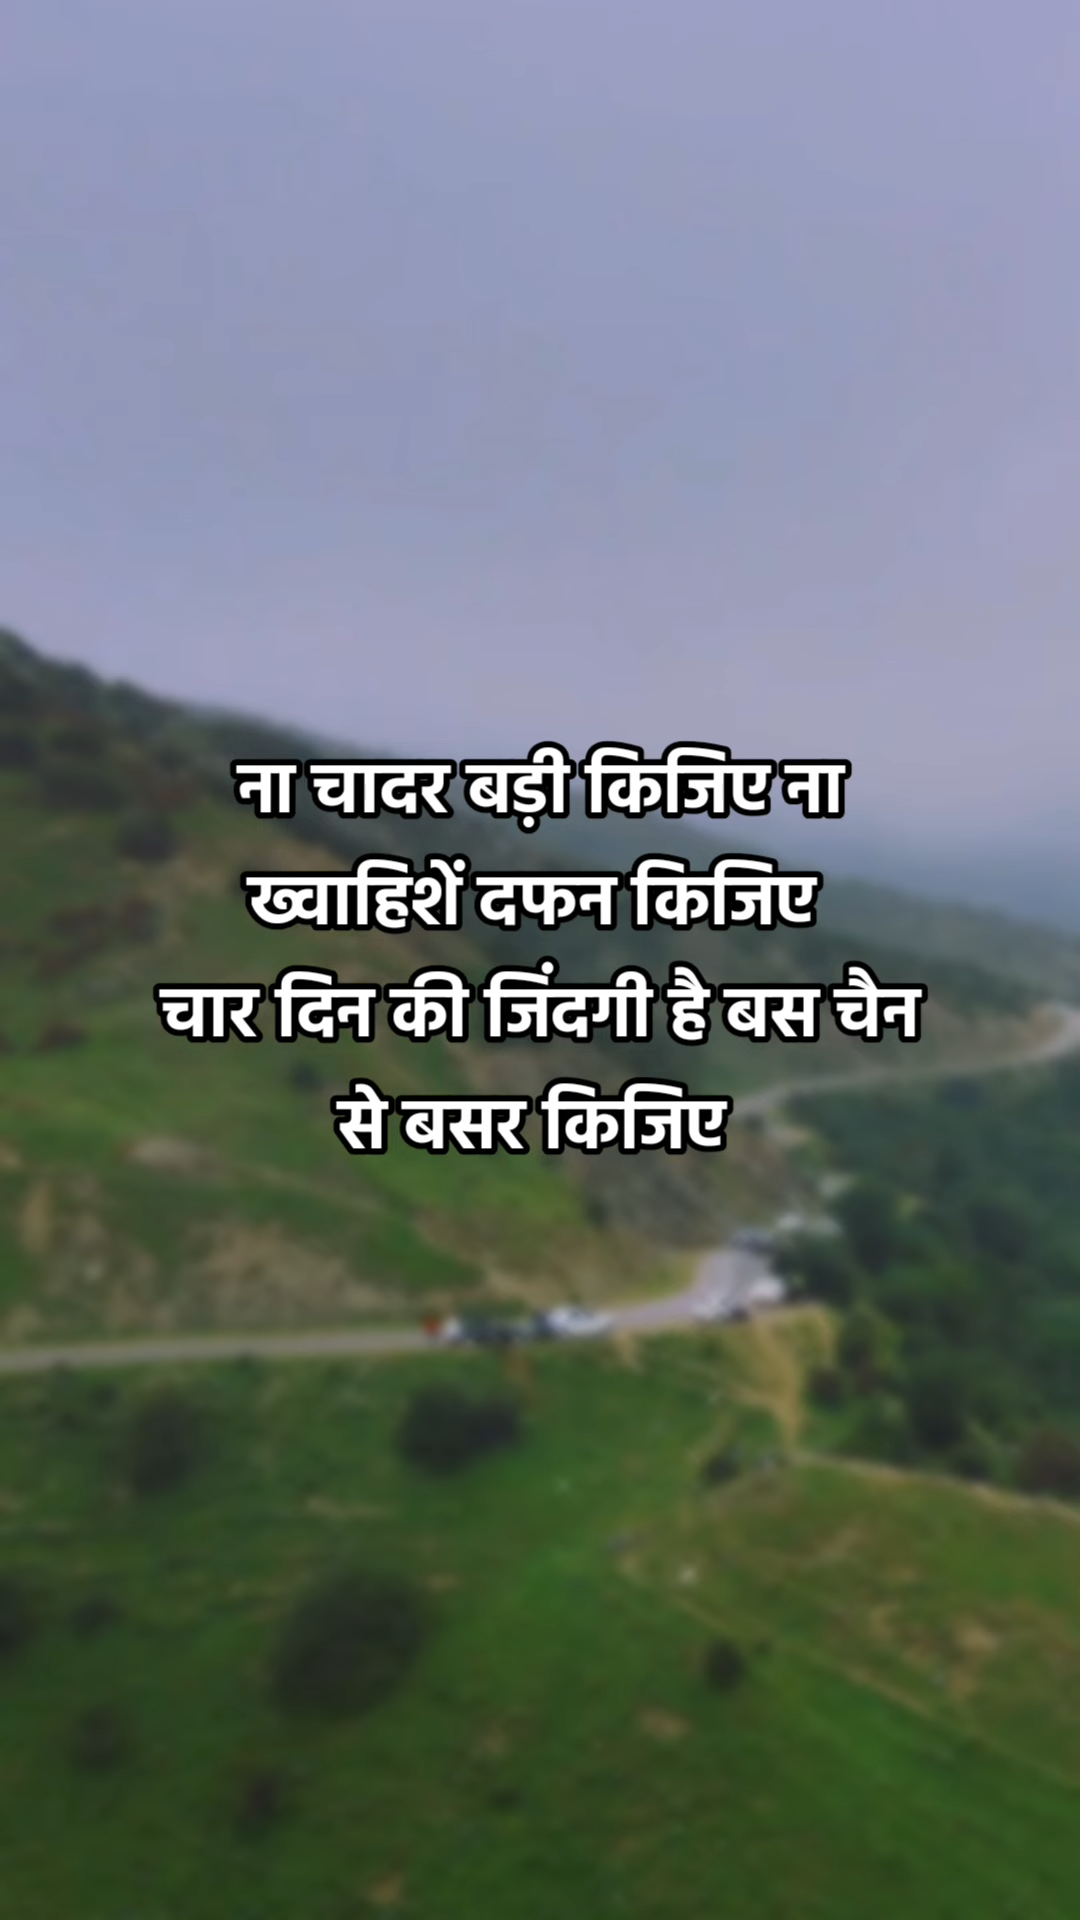 ना चादर बड़ी किजिए ना
ख्वाहिशें दफन किजिए
चार दिन की जिंदगी है बस चैन
से बसर किजिए